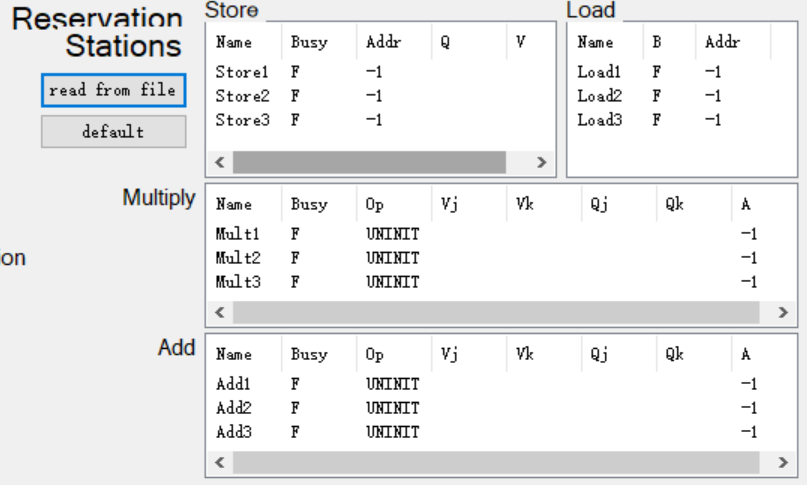 Reservation
Stations
read from file
default
Store
Name Busy Addr Q V
Store1 F -1
Store2 F -1
Store3 F -1
Load
Name B Addr
Load1 F -1
Load2 F -1
Load3 F -1
Multiply
Name Busy Op Vj Vk Qj Qk A
Mult1 F UNINIT -1
Mult2 F UNINIT -1
Mult3 F UNINIT -1
ion
Add
Name Busy Op Vj Vk Qj Qk A
Add1 F UNINIT -1
Add2 F UNINIT -1
Add3 F UNINIT -1